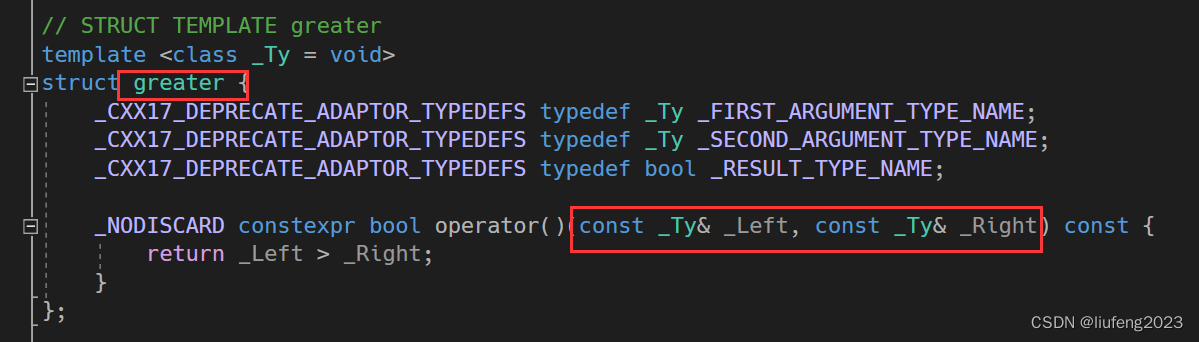 // STRUCT TEMPLATE greater
template <class _Ty = void>
struct greater {
    _CXX17_DEPRECATE_ADAPTOR_TYPEDEFS typedef _Ty _FIRST_ARGUMENT_TYPE_NAME;
    _CXX17_DEPRECATE_ADAPTOR_TYPEDEFS typedef _Ty _SECOND_ARGUMENT_TYPE_NAME;
    _CXX17_DEPRECATE_ADAPTOR_TYPEDEFS typedef bool _RESULT_TYPE_NAME;
    _NODISCARD constexpr bool operator()(const _Ty& _Left, const _Ty& _Right) const {
        return _Left > _Right;
    }
};
CSDN @liufeng2023